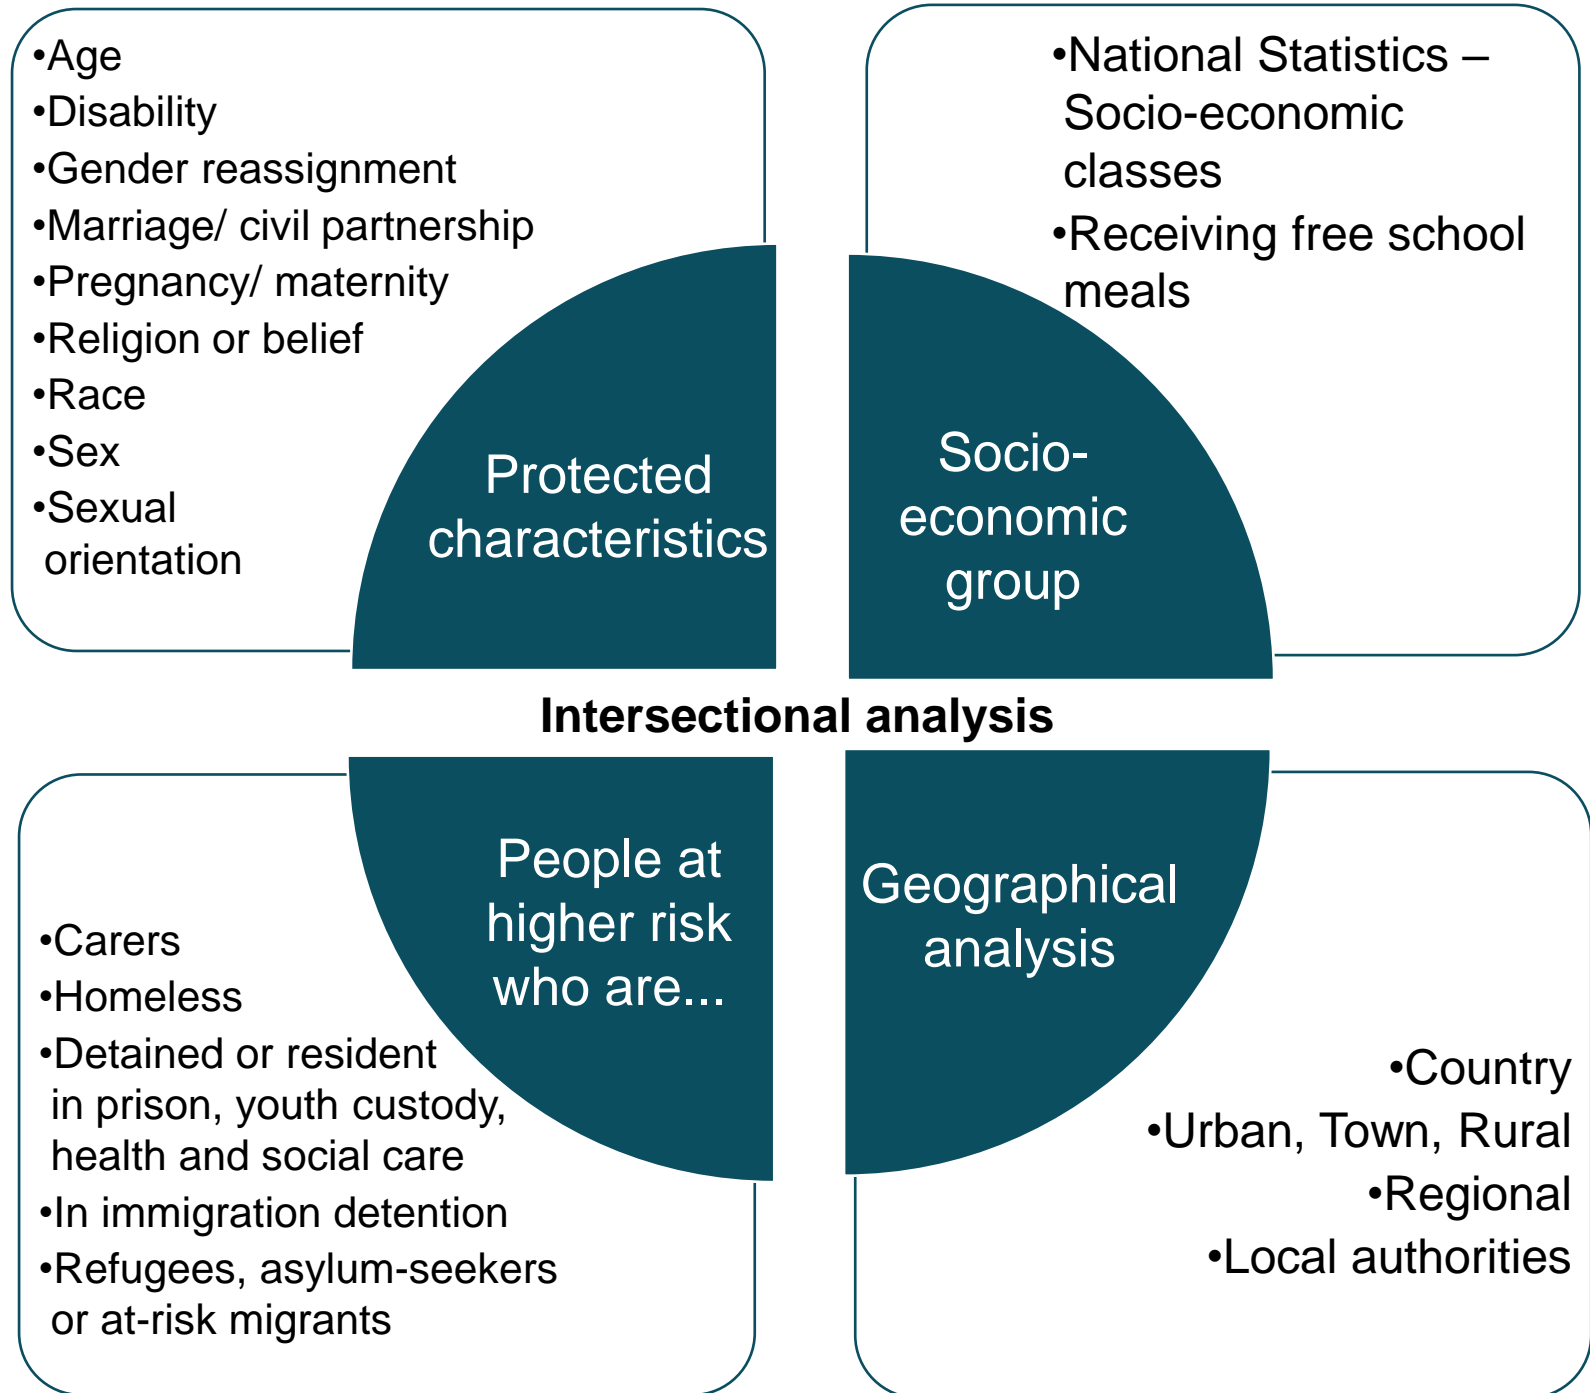 •Age
•Disability
•Gender reassignment
•Marriage/ civil partnership
•Pregnancy/ maternity
•Religion or belief
•Race
•Sex
•Sexual
orientation
Protected
characteristics
•National Statistics –
Socio-economic
classes
•Receiving free school
meals
Socio-
economic
group
Intersectional analysis
People at
higher risk
who are...
•Carers
•Homeless
•Detained or resident
in prison, youth custody,
health and social care
•In immigration detention
•Refugees, asylum-seekers
or at-risk migrants
Geographical
analysis
•Country
•Urban, Town, Rural
•Regional
•Local authorities